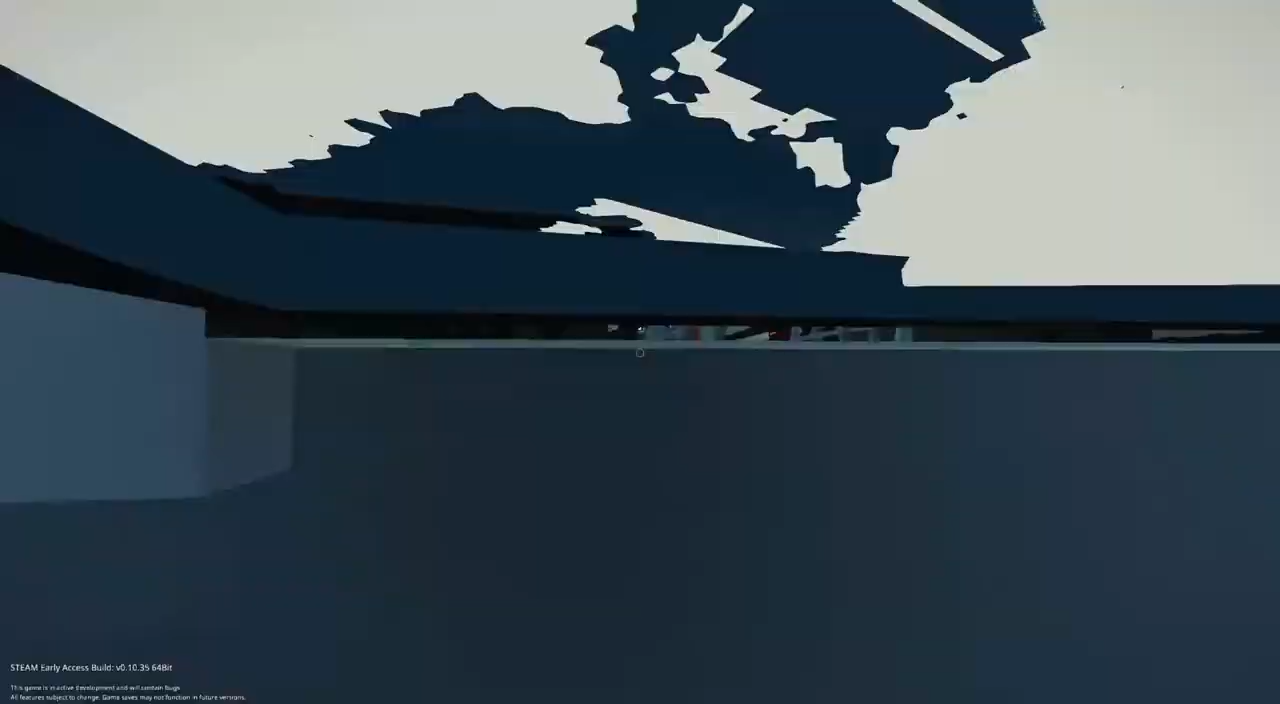 STEAM Early Access Build: v0.10.35 64Bit
This game is in active Development and will contain Bugs
All features subject to change. Game saves may not function in future versions.